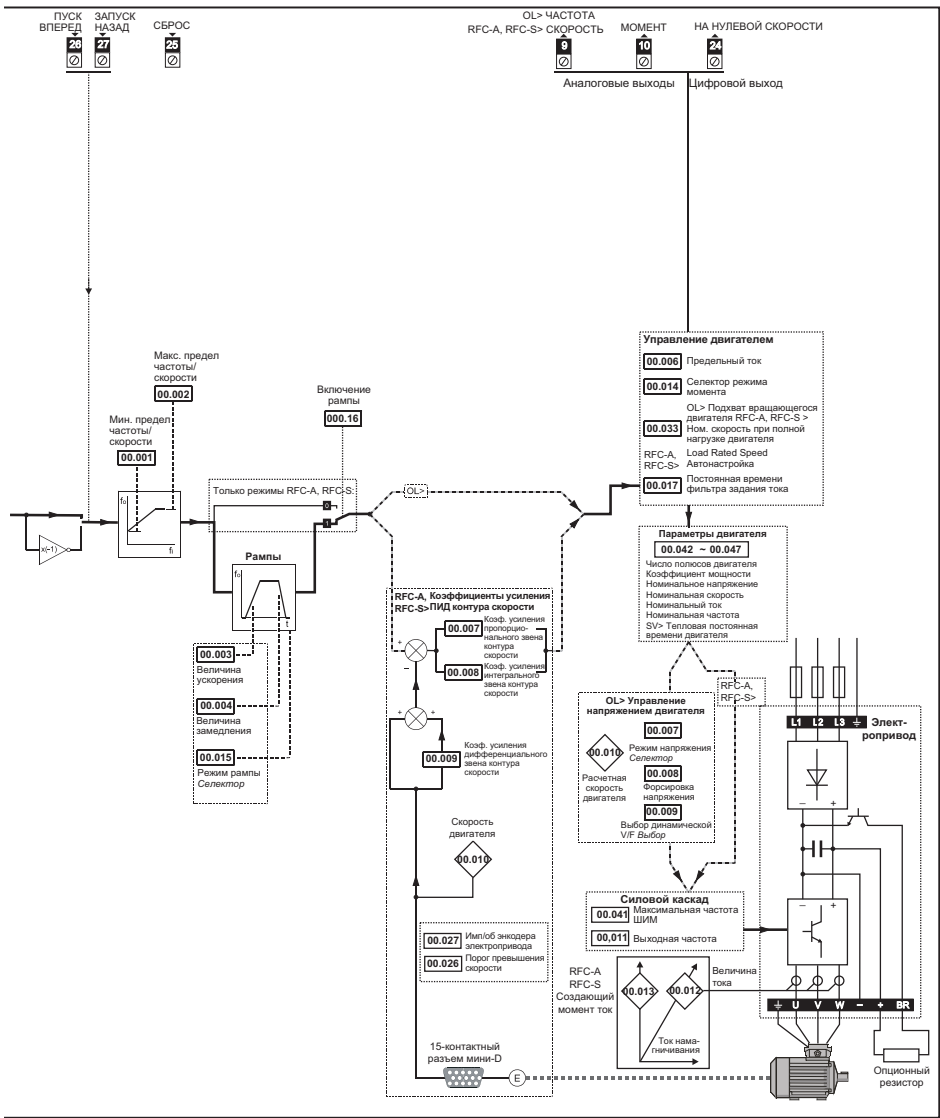 ПУСК
ВПЕРЕД
26
ЗАПУСК
НАЗАД
27
СБРОС
25
OL> ЧАСТОТА
RFC-A, RFC-S> СКОРОСТЬ
9
МОМЕНТ
10
НА НУЛЕВОЙ СКОРОСТИ
24
Аналоговые выходы
Цифровой выход
Макс. предел
частоты/
скорости
00.002
Мин. предел
частоты/
скорости
00.001
Включение
рампы
000.16
Только режимы RFC-A, RFC-S:
0
1
OL>
x(-1)
Рампы
t
00.003
Величина
ускорения
00.004
Величина
замедления
00.015
Режим рампы
Селектор
Управление двигателем
00.006 Предельный ток
00.014 Селектор режима
момента
OL> Подхват вращающегося
двигателя RFC-A, RFC-S >
00.033 Ном. скорость при полной
нагрузке двигателя
RFC-A, Load Rated Speed
RFC-S> Автонастройка
00.017 Постоянная времени
фильтра задания тока
Параметры двигателя
00.042 ~ 00.047
Число полюсов двигателя
Коэффициент мощности
Номинальное напряжение
Номинальная скорость
Номинальный ток
Номинальная частота
SV> Тепловая постоянная
времени двигателя
RFC-A, Коэффициенты усиления
RFC-S> ПИД контура скорости
00.007
Коэф. усиления
пропорцио-
нального звена
контура
скорости
00.008
Коэф. усиления
интегрального
звена контура
скорости
+
–
+
+
00.009
Коэф. усиления
дифференциального
звена контура
скорости
Скорость
двигателя
00.010
00.027
Имп/об энкодера
электропривода
00.026
Порог превышения
скорости
15-контактный
разъем мини-D
E
RFC-A,
RFC-S>
OL> Управление
напряжением двигателя
00.010
Расчетная
скорость
двигателя
00.007
Режим напряжения
Селектор
00.008
Форсировка
напряжения
00.009
Выбор динамической
V/F Выбор
Силовой каскад
00.041 Максимальная частота
ШИМ
00,011 Выходная частота
RFC-A
RFC-S
Создающий
момент ток
00.013
00.012
Величина
тока
Ток нама-
гничивания
L1 L2 L3
Элект-
ропривод
– +
– +
U V W – + BR
Опционный
резистор